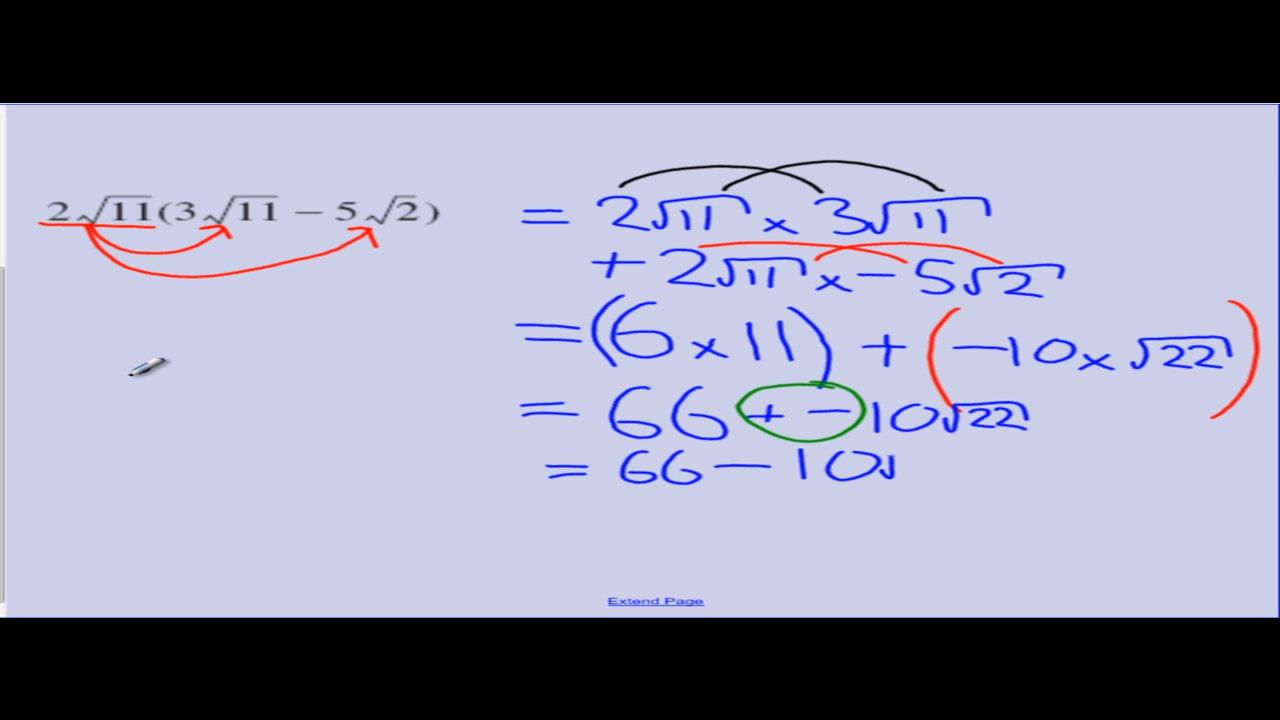 2√11(3√11 − 5√2)
= 2√11 × 3√11
+ 2√11 × −5√2
= (6 × 11) + (−10 × √22)
= 66 + −10√22
= 66 − 10√
Extend Page